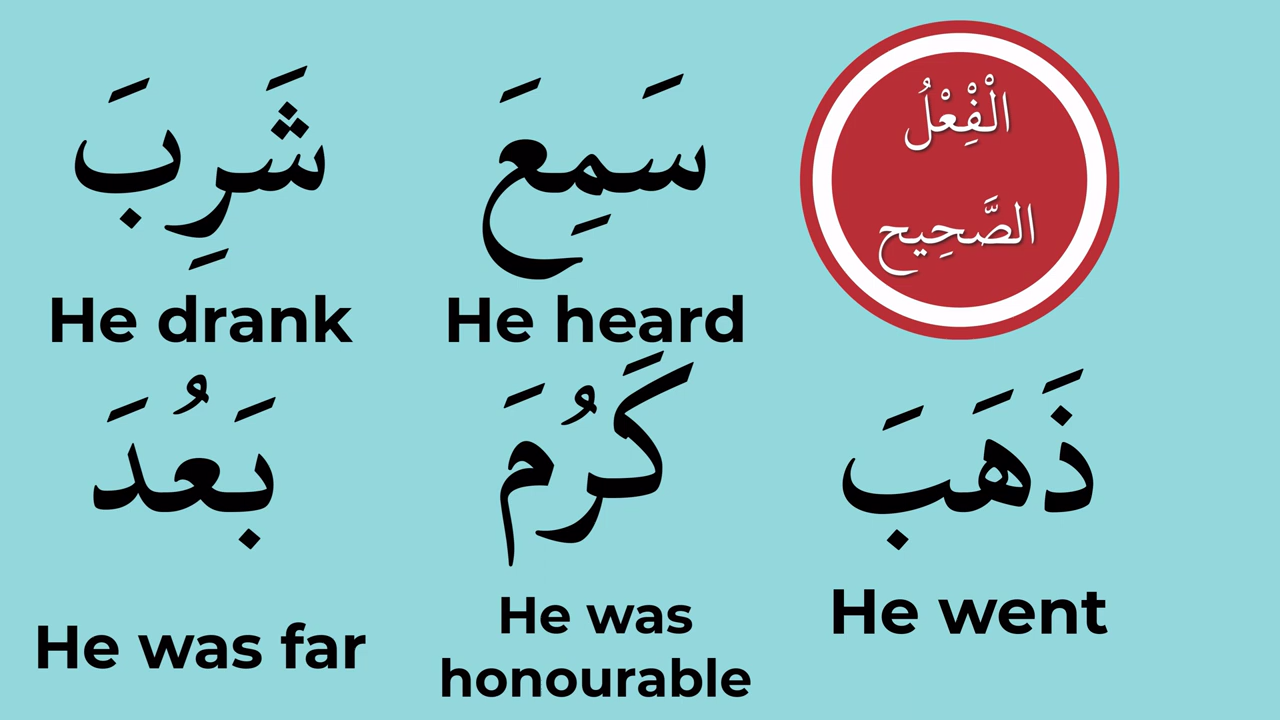 الْفِعْلُ
الصَّحِيح
سَمِعَ
He heard
شَرِبَ
He drank
ذَهَبَ
He went
كَرُمَ
He was
honourable
بَعُدَ
He was far